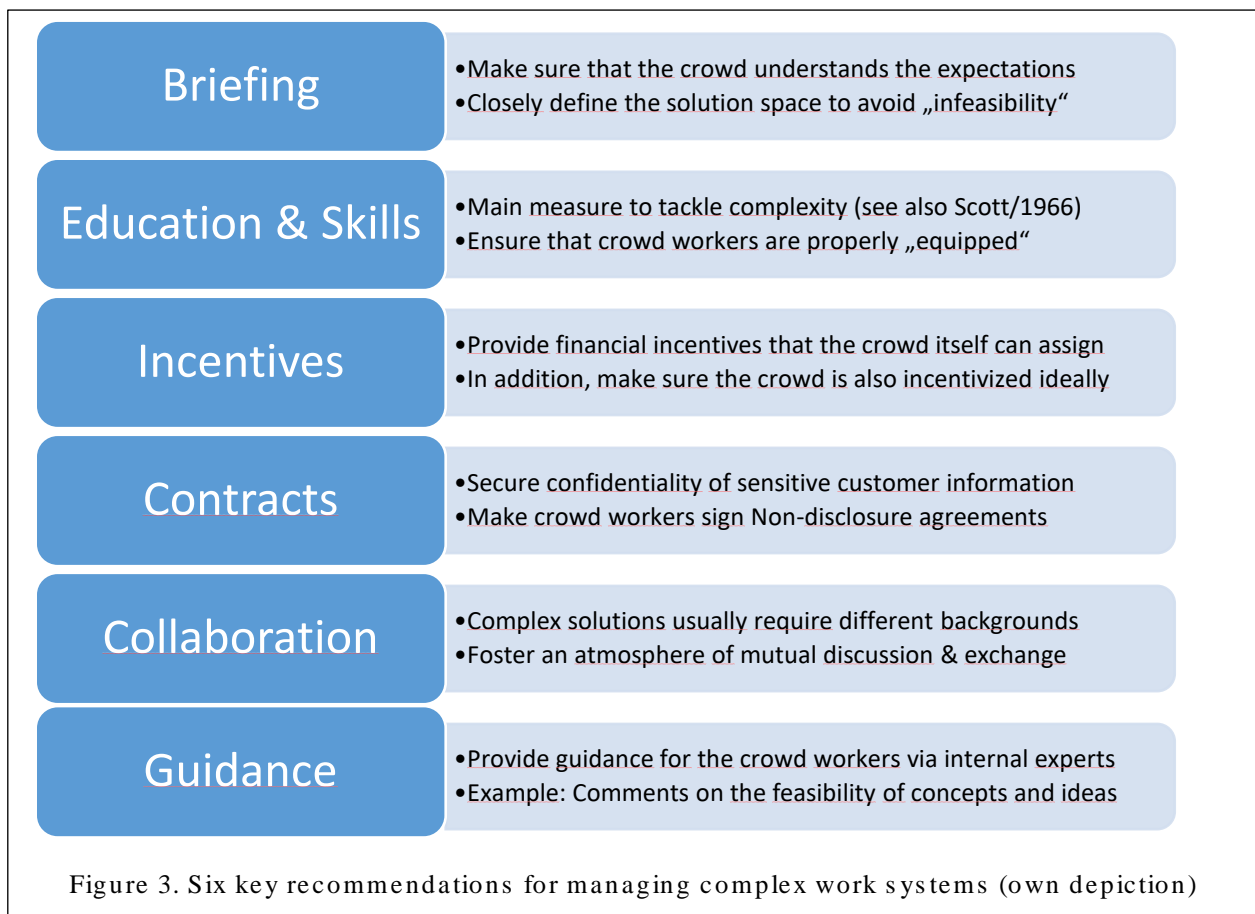 Briefing
•Make sure that the crowd understands the expectations
•Closely define the solution space to avoid „infeasibility“
Education & Skills
•Main measure to tackle complexity (see also Scott/1966)
•Ensure that crowd workers are properly „equipped“
Incentives
•Provide financial incentives that the crowd itself can assign
•In addition, make sure the crowd is also incentivized ideally
Contracts
•Secure confidentiality of sensitive customer information
•Make crowd workers sign Non-disclosure agreements
Collaboration
•Complex solutions usually require different backgrounds
•Foster an atmosphere of mutual discussion & exchange
Guidance
•Provide guidance for the crowd workers via internal experts
•Example: Comments on the feasibility of concepts and ideas
Figure 3. Six key recommendations for managing complex work systems (own depiction)